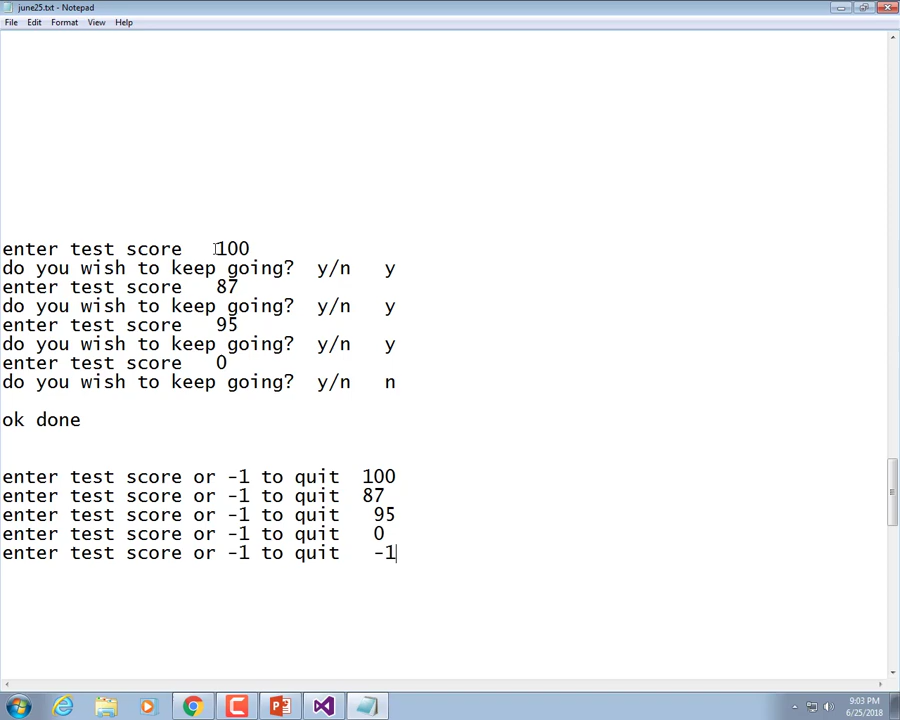 june25.txt - Notepad
File Edit Format View Help
enter test score 100
do you wish to keep going? y/n y
enter test score 87
do you wish to keep going? y/n y
enter test score 95
do you wish to keep going? y/n y
enter test score 0
do you wish to keep going? y/n n
ok done
enter test score or -1 to quit 100
enter test score or -1 to quit 87
enter test score or -1 to quit 95
enter test score or -1 to quit 0
enter test score or -1 to quit -1
9:03 PM
6/25/2018